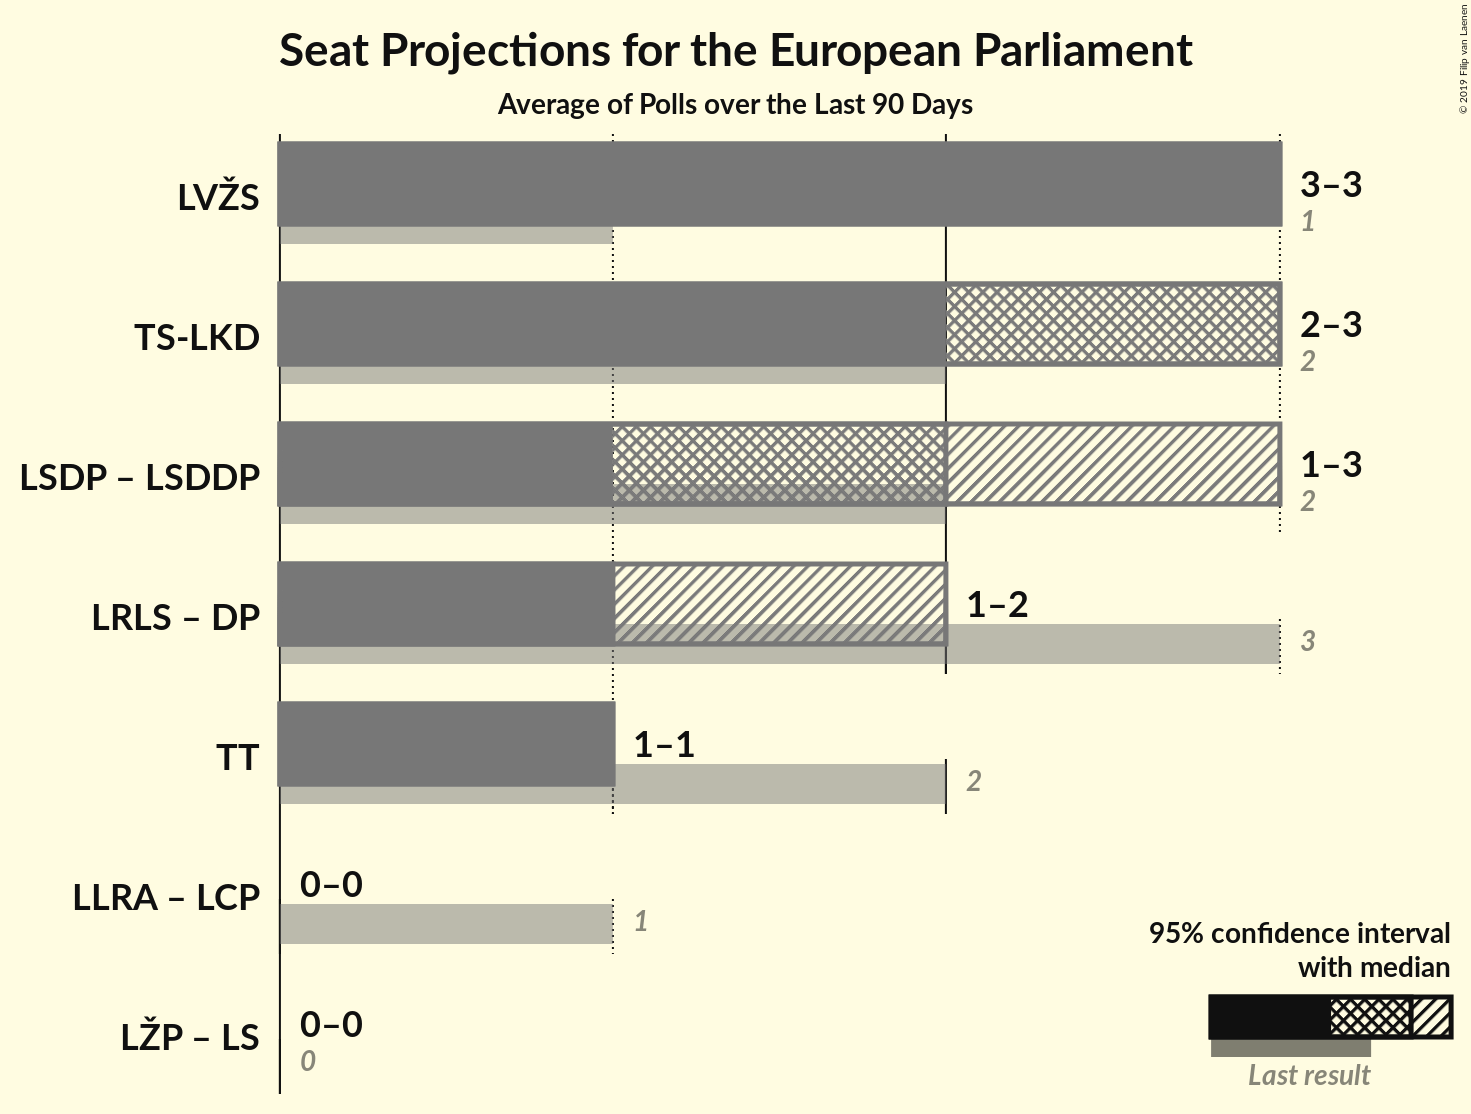 Seat Projections for the European Parliament
Average of Polls over the Last 90 Days
© 2019 Filip van Laenen
LVŽS
3–3
1
TS-LKD
2–3
2
LSDP – LSDDP
1–3
2
LRLS – DP
1–2
3
TT
1–1
2
LLRA – LCP
0–0
1
LŽP – LS
0–0
0
95% confidence interval
with median
Last result